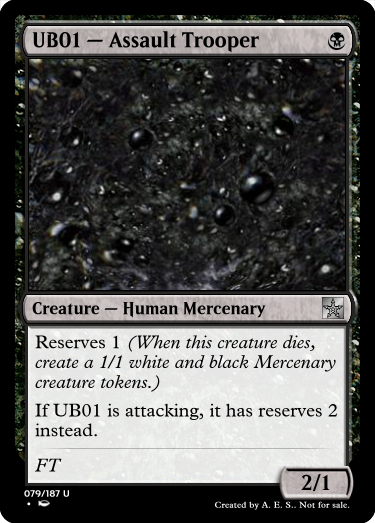 UB01 — Assault Trooper
Creature — Human Mercenary
Reserves 1 (When this creature dies,
create a 1/1 white and black Mercenary
creature tokens.)
If UB01 is attacking, it has reserves 2
instead.
FT
2/1
079/187 U
Created by A. E. S.. Not for sale.